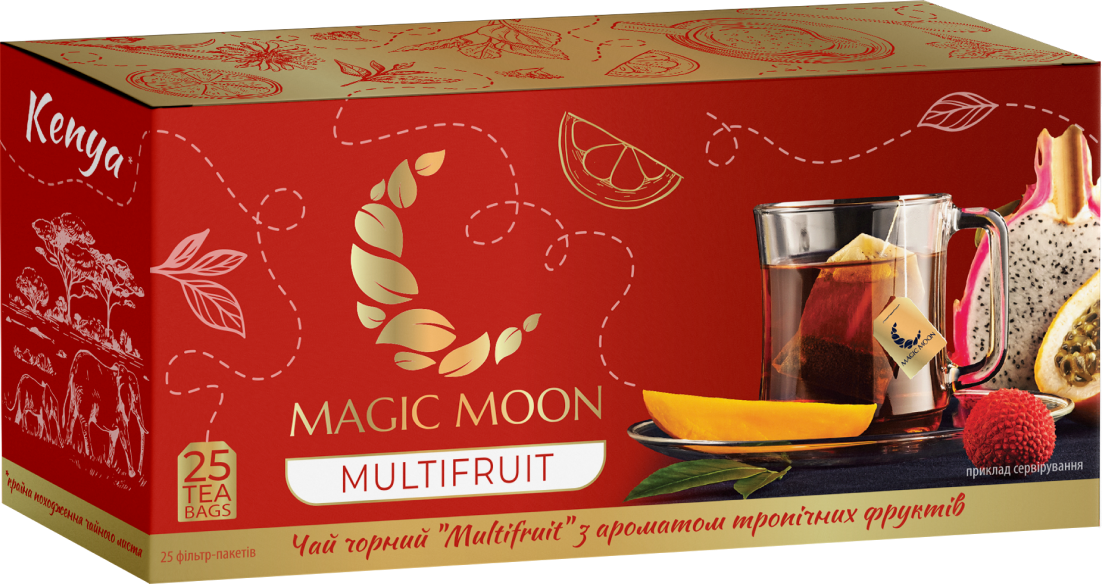 Kenya*
*країна походження чайного листя
25
TEA
BAGS
25 фільтр-пакетів
MAGIC MOON
MULTIFRUIT
MAGIC MOON
приклад сервірування
Чай чорний "Multifruit" з ароматом тропічних фруктів